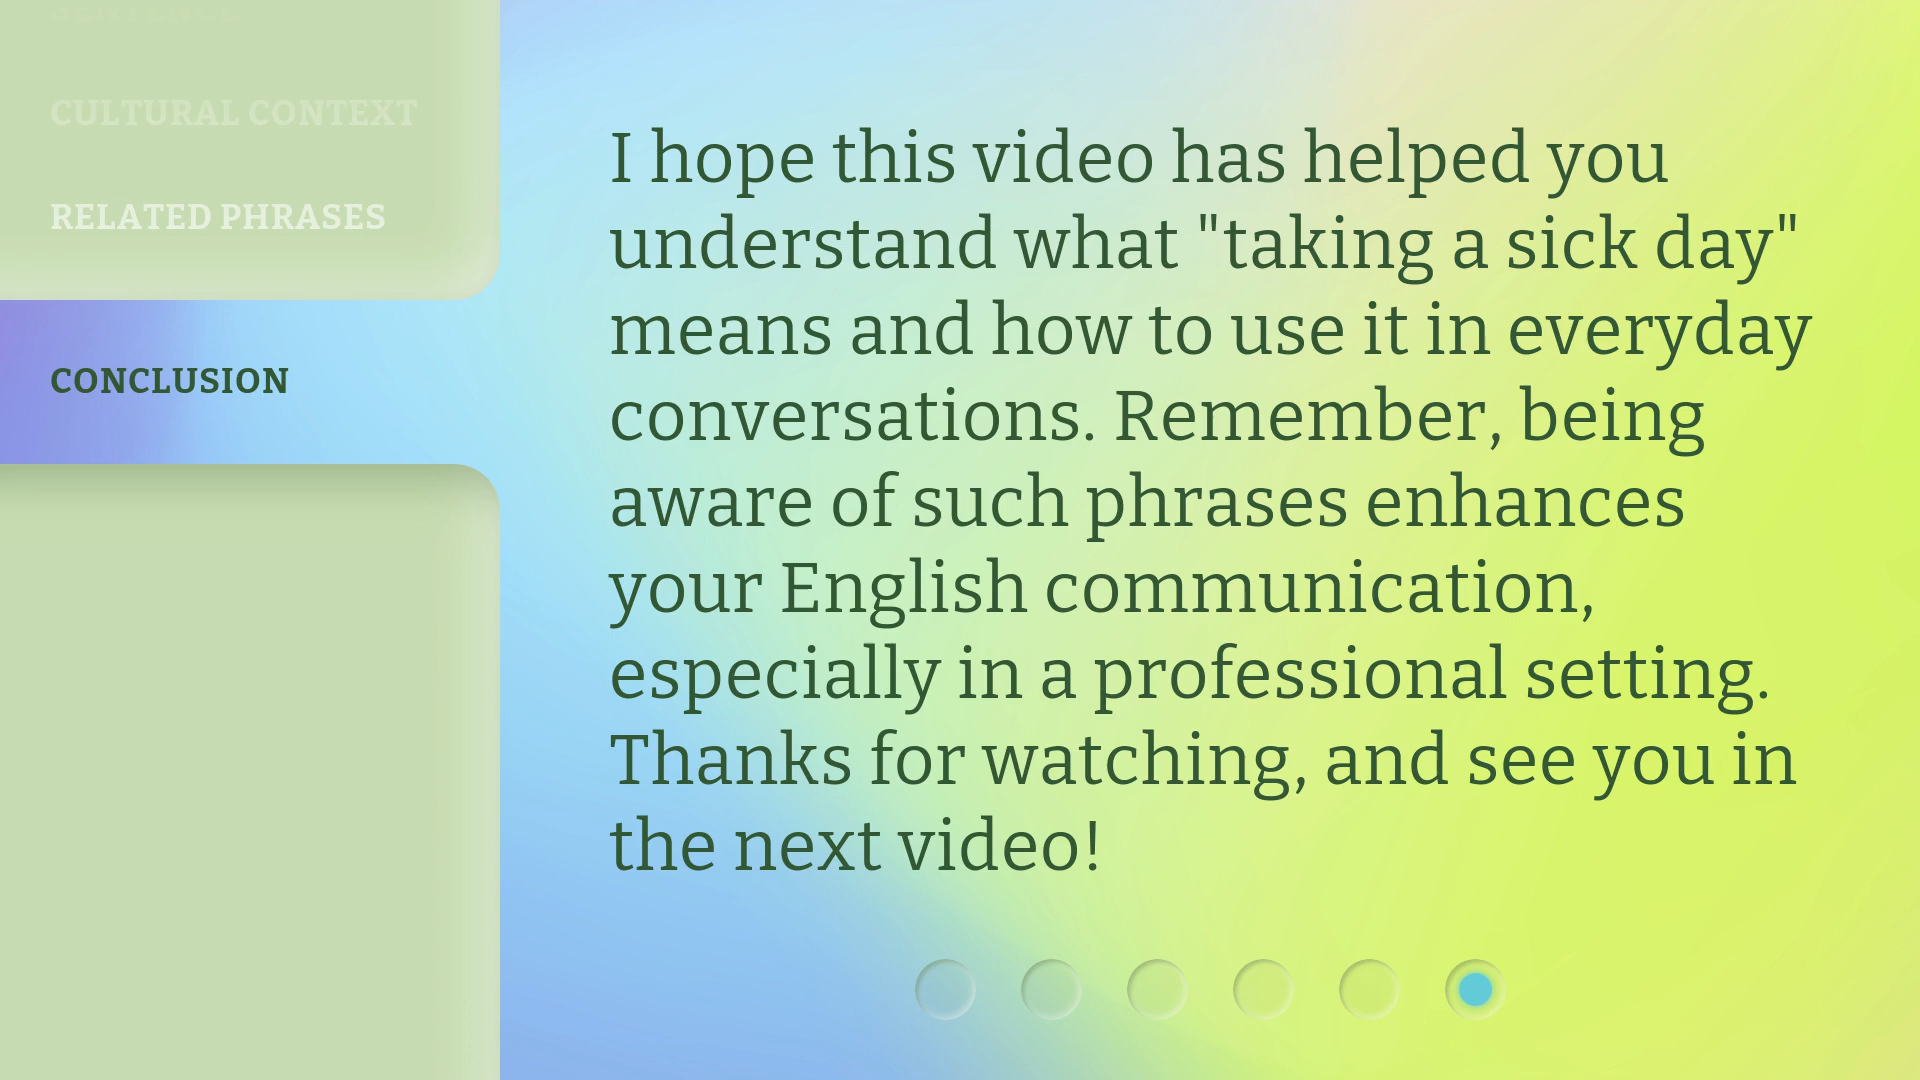 CULTURAL CONTEXT
RELATED PHRASES
CONCLUSION
I hope this video has helped you
understand what "taking a sick day"
means and how to use it in everyday
conversations. Remember, being
aware of such phrases enhances
your English communication,
especially in a professional setting.
Thanks for watching, and see you in
the next video!